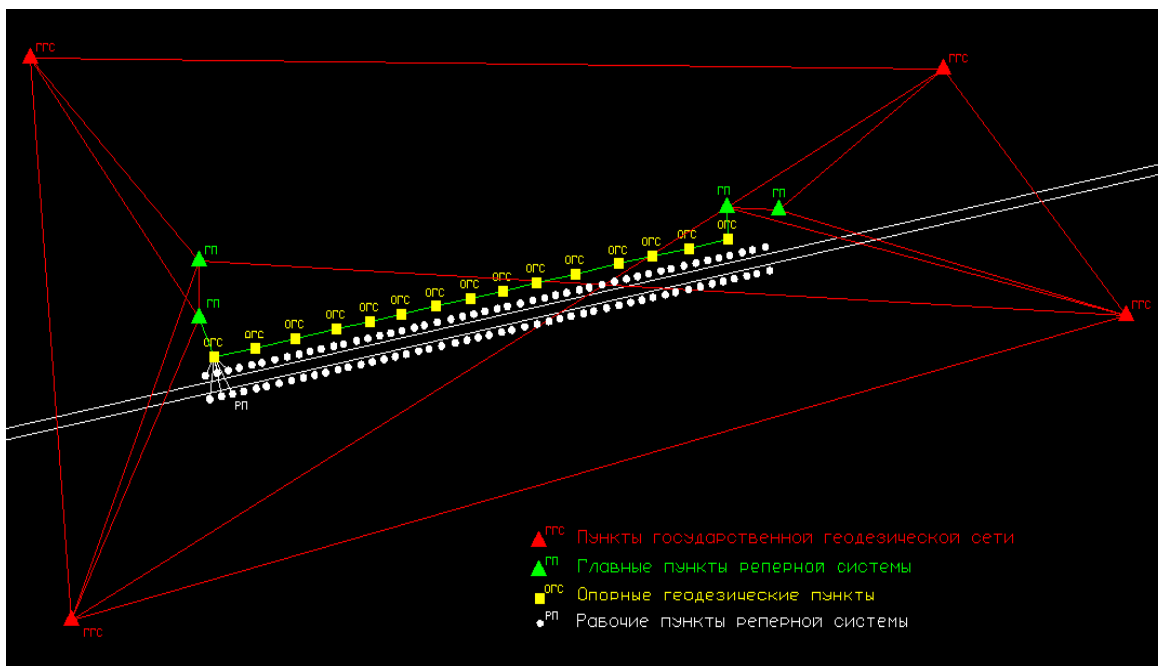 ГГС
ГГС
ГП
ГП
ОГС
ОГС
ОГС
ОГС
ГП
ОГС
ОГС
ОГС
ОГС
ОГС
ОГС
ОГС
ГП
ГГС
ОГС
ОГС
ОГС
ОГС
РП
ГГС Пункты государственной геодезической сети
ГП Главные пункты реперной системы
ОГС Опорные геодезические пункты
РП Рабочие пункты реперной системы
ГГС